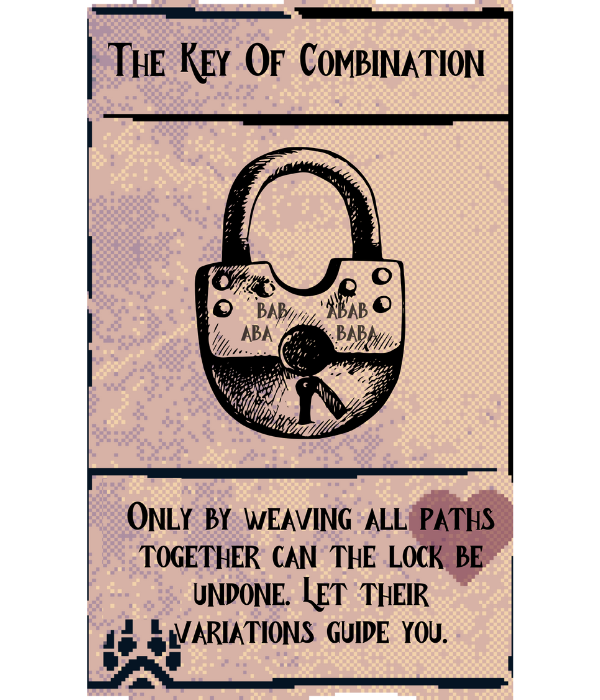 The Key Of Combination
BAB ABAB
ABA BABA
Only by weaving all paths
together can the lock be
undone. Let their
variations guide you.